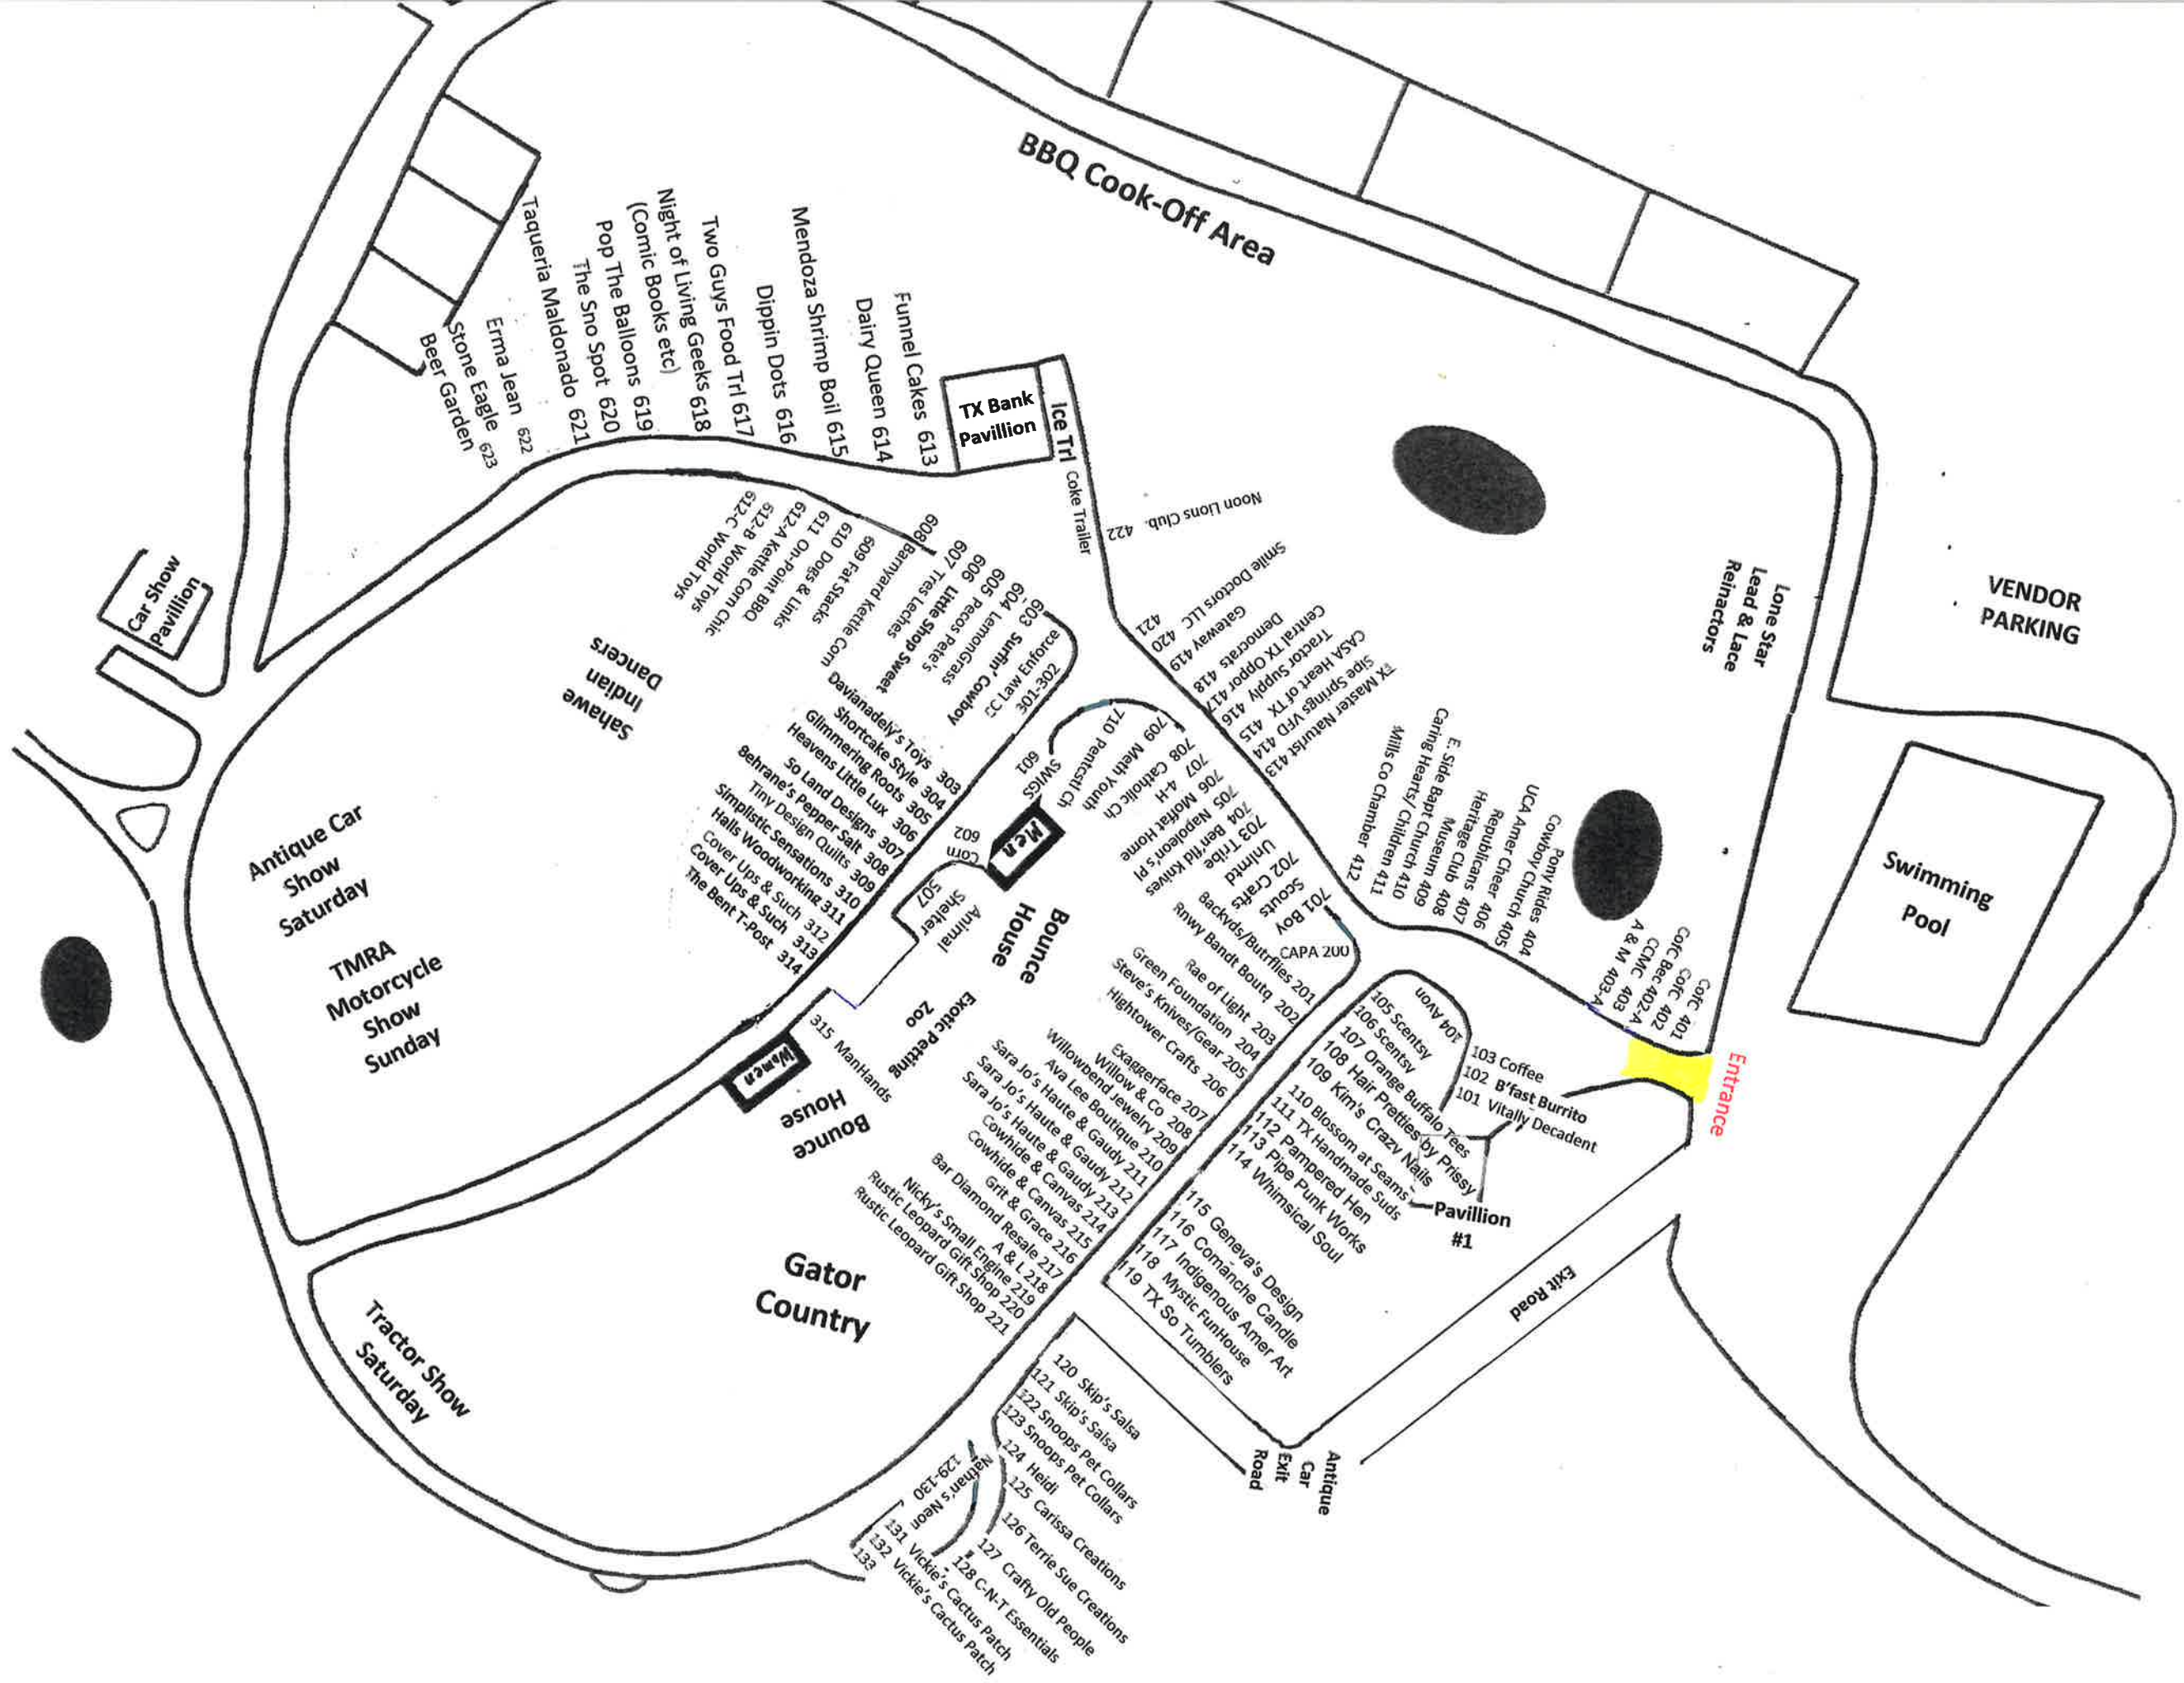 BBQ Cook-Off Area
Taqueria Maldonado 621
The Sno Spot 620
Pop The Balloons 619
(Comic Books etc)
Night of Living Geeks 618
Two Guys Food Trl 617
Dippin Dots 616
Mendoza Shrimp Boil 615
Dairy Queen 614
Funnel Cakes 613
Erma Jean 622
Stone Eagle 623
Beer Garden
TX Bank
Pavillion
Ice Trl
Coke Trailer
Noon Lions Club. 422
421
Smile Doctors LLC 420
Gateway 419
Democrats 418
Central TX Oppor 417
Tractor Supply 416
CASA Heart of TX 415
Sipe Springs VFD 414
TX Master Naturist 413
Mills Co Chamber 412
Caring Hearts/ Children 411
E. Side Bapt Church 410
Museum 409
Heritage Club 408
Republicans 407
UCA Amer Cheer 406
Cowboy Church 405
Pony Rides 404
A & M 403-A
CCMC 403
CofC Bec 402-A
CofC 402
CofC 401
Lone Star
Lead & Lace
Reinactors
VENDOR
PARKING
Swimming
Pool
Entrance
Car Show
Pavillion
Sahawe
Indian
Dancers
612-C World Toys
612-B World Toys
612-A Kettle Corn Chic
611 On-Point BBQ
610 Dogs & Links
609 Fat Stacks
608 Barnyard Kettle Corn
607 Tres Leches
606 Little Shop Sweet
605 Pecos Pete's
604 LemonGrass
603 Surfin' Cowboy
Law Enforce
301-302
Davianadely's Toys 303
Shortcake Style 304
Glimmering Roots 305
Heavens Little Lux 306
So Land Designs 307
Behrane's Pepper Salt 308
Tiny Design Quilts 309
Simplistic Sensations 310
Halls Woodworking 311
Cover Ups & Such 312
Cover Ups & Such 313
The Bent T-Post 314
315 ManHands
601
SWIGS
602
Corn
Men
507
Animal
Shelter
Bounce
House
Exotic Petting
Zoo
Women
Bounce
House
710 Pentcstl Ch
709 Meth Youth
708 Catholic Ch
707 4-H
706 Moffat Home
705 Napoleon's Pl
704 Ben'fld Knives
703 Tribe
Unlmtd
702 Crafts
701 Boy
Scouts
CAPA 200
Backyds/Butrflies 201
Rnwy Bandt Boutq 202
Rae of Light 203
Green Foundation 204
Steve's Knives/Gear 205
Hightower Crafts 206
Exaggerface 207
Willow & Co 208
Willowbend Jewelry 209
Ava Lee Boutique 210
Sara Jo's Haute & Gaudy 211
Sara Jo's Haute & Gaudy 212
Sara Jo's Haute & Gaudy 213
Cowhide & Canvas 214
Cowhide & Canvas 215
Grit & Grace 216
Bar Diamond Resale 217
A & L 218
Nicky's Small Engine 219
Rustic Leopard Gift Shop 220
Rustic Leopard Gift Shop 221
104 Avon
103 Coffee
102 B'fast Burrito
101 Vitally Decadent
105 Scentsy
106 Scentsy
107 Orange Buffalo Tees
108 Hair Pretties by Prissy
109 Kim's Crazy Nails
110 Blossom at Seams
111 TX Handmade Suds
112 Pampered Hen
113 Pipe Punk Works
114 Whimsical Soul
Pavillion
#1
115 Geneva's Design
116 Comanche Candle
117 Indigenous Amer Art
118 Mystic FunHouse
119 TX So Tumblers
Exit Road
Antique
Car
Exit
Road
120 Skip's Salsa
121 Skip's Salsa
122 Snoops Pet Collars
123 Snoops Pet Collars
124 Heidi
125 Carissa Creations
126 Terrie Sue Creations
127 Crafty Old People
128 C-N-T Essentials
129-130
Nathan's Neon
131 Vickie's Cactus Patch
132 Vickie's Cactus Patch
133
Antique Car
Show
Saturday
TMRA
Motorcycle
Show
Sunday
Gator
Country
Tractor Show
Saturday